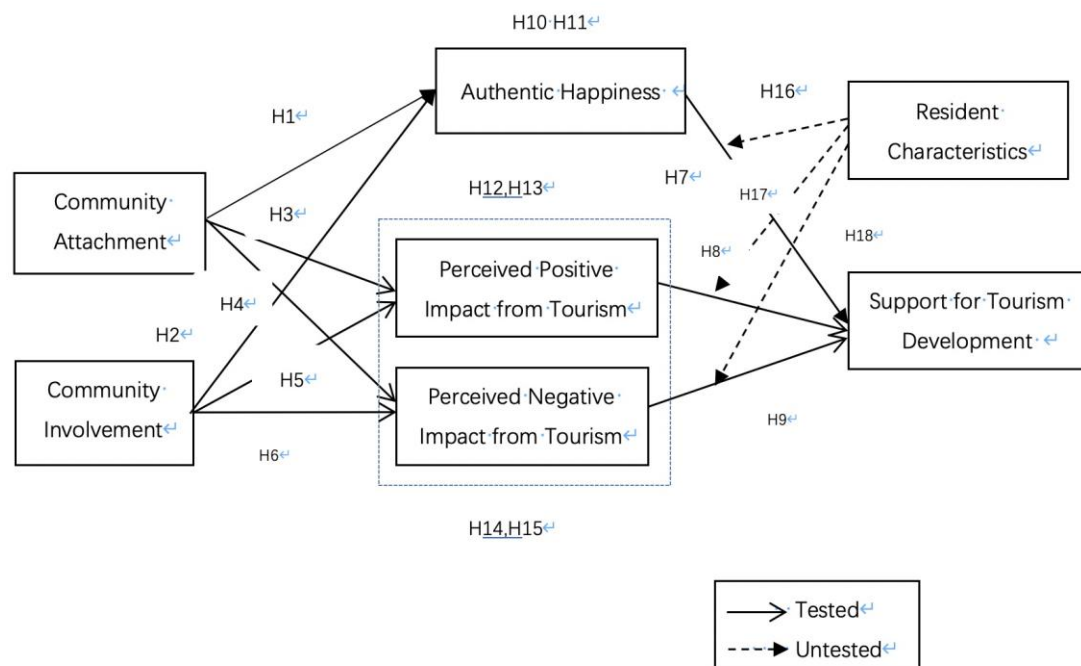 H10 H11↵
Authentic Happiness ↵
H16↵
Resident
Characteristics↵
H1↵
Community
Attachment↵
H12,H13↵
H7↵
H17↵
H3↵
H18↵
H8↵
Perceived Positive
Impact from Tourism↵
Support for Tourism
Development ↵
H4↵
H2↵
H5↵
Community
Involvement↵
Perceived Negative
Impact from Tourism↵
H6↵
H9↵
H14,H15↵
Tested↵
Untested↵